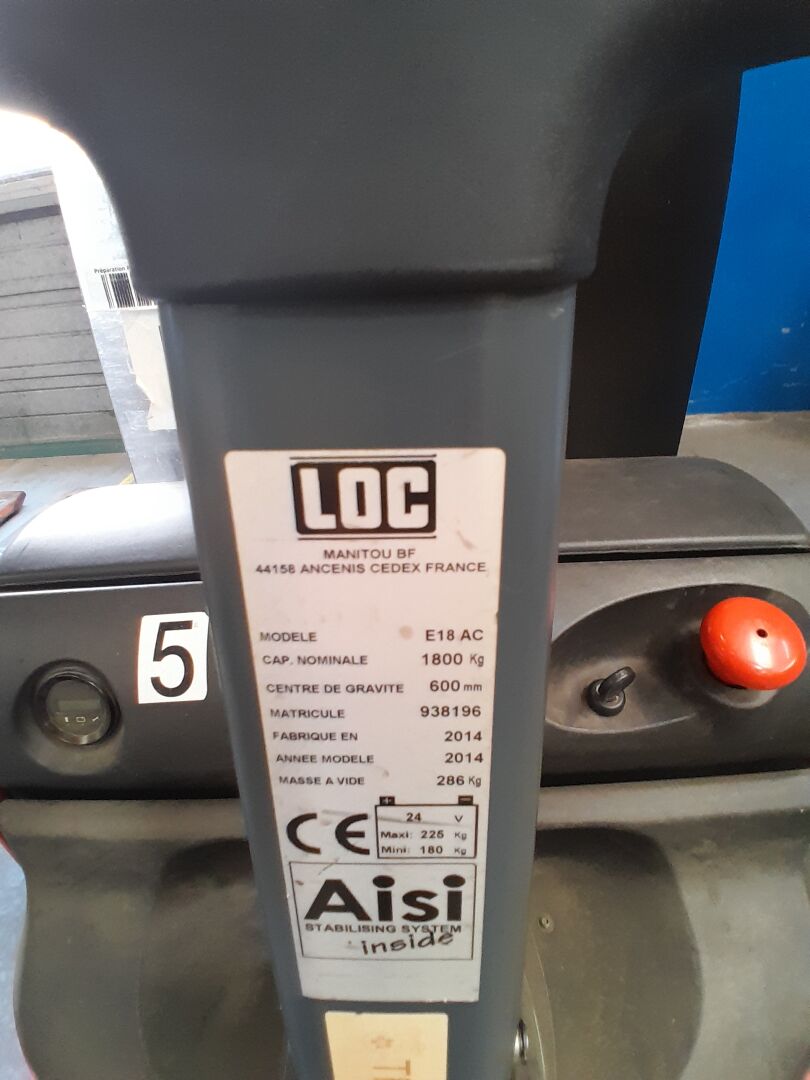 Préparation
LOC
MANITOU BF
44158 ANCENIS CEDEX FRANCE
MODELE E18 AC
CAP. NOMINALE 1800 Kg
CENTRE DE GRAVITE 600 mm
MATRICULE 938196
FABRIQUE EN 2014
ANNEE MODELE 2014
MASSE A VIDE 286 Kg
CE
+ −
24 V
Maxi: 225 Kg
Mini: 180 Kg
Aisi
STABILISING SYSTEM
inside
5